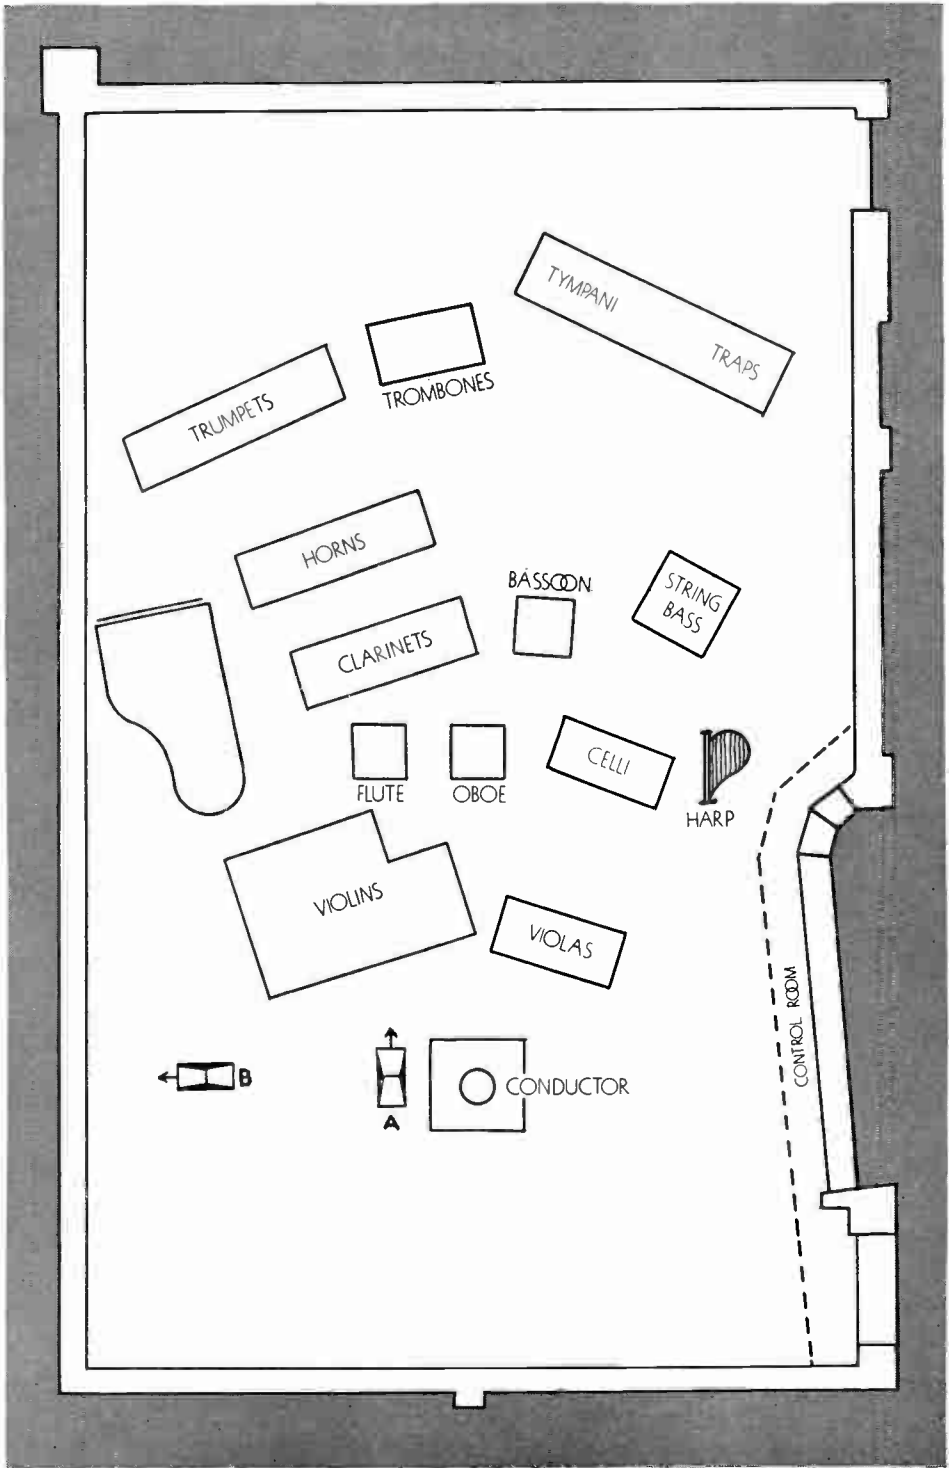 TYMPANI
TRAPS
TROMBONES
TRUMPETS
HORNS
BASSOON
STRING
BASS
CLARINETS
CELLI
FLUTE
OBOE
HARP
VIOLINS
VIOLAS
CONTROL ROOM
B
CONDUCTOR
A